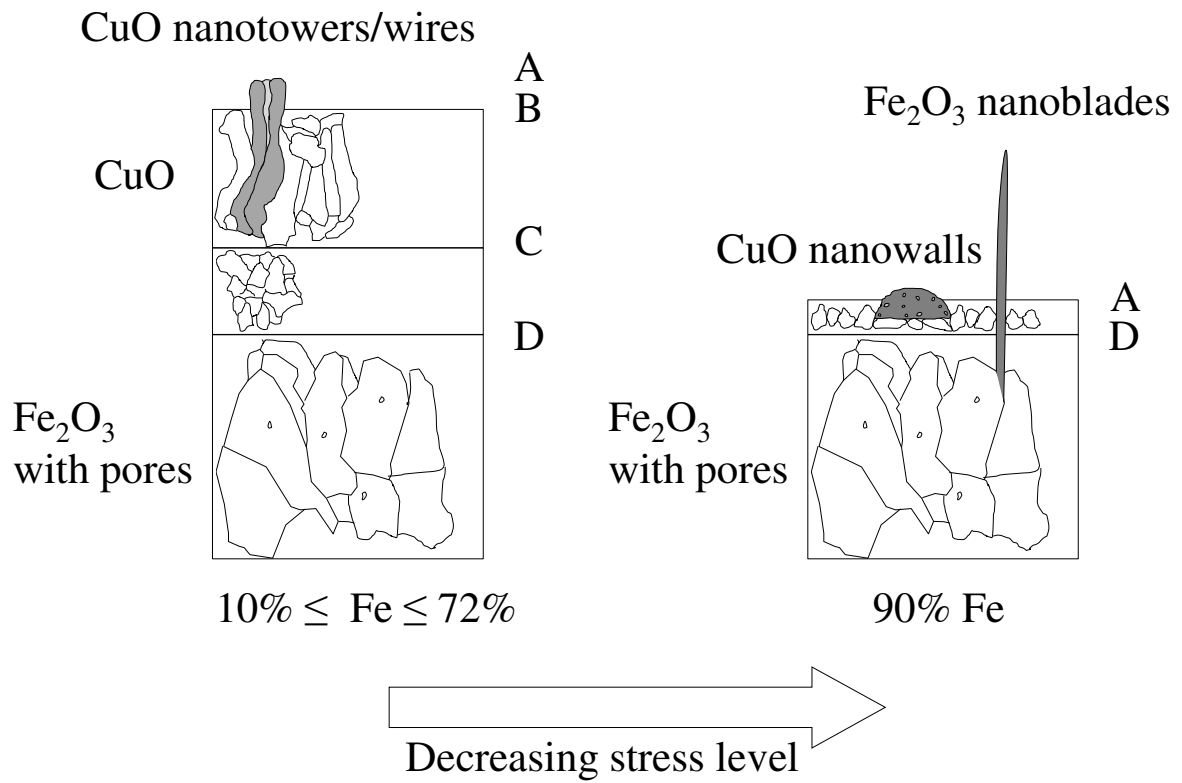 CuO nanotowers/wires
A
B
CuO
C
D
Fe₂O₃
with pores
10% ≤ Fe ≤ 72%
Fe₂O₃ nanoblades
CuO nanowalls
A
D
Fe₂O₃
with pores
90% Fe
Decreasing stress level